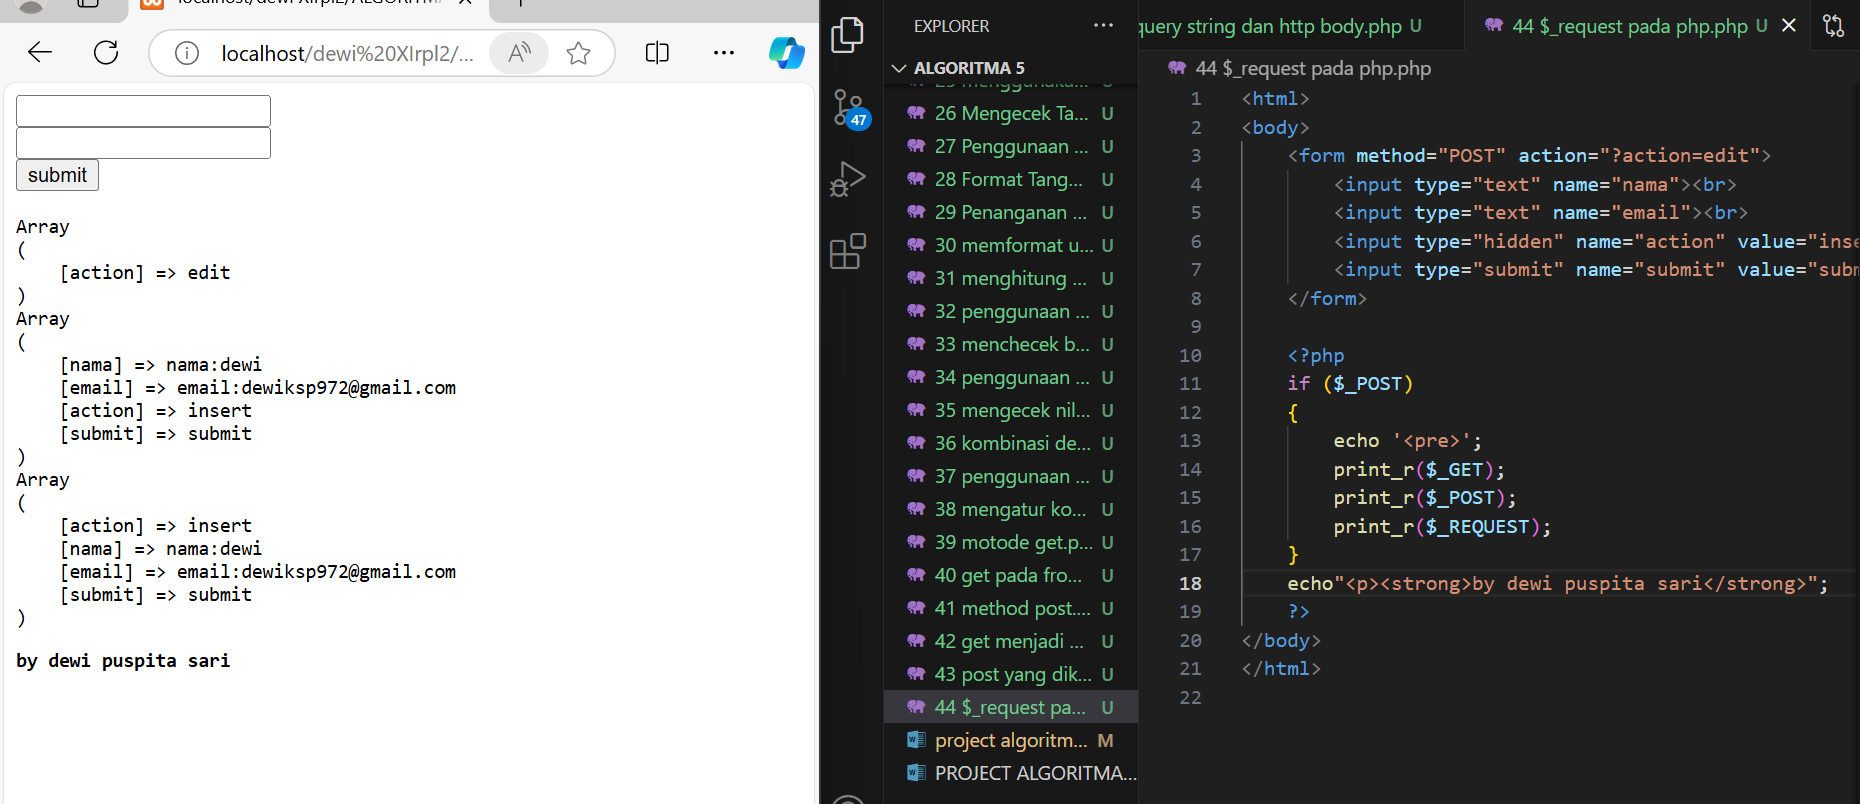 localhost/dewi%20XIrpl2/...
submit
Array
(
[action] => edit
)
Array
(
[nama] => nama:dewi
[email] => email:dewiksp972@gmail.com
[action] => insert
[submit] => submit
)
Array
(
[action] => insert
[nama] => nama:dewi
[email] => email:dewiksp972@gmail.com
[submit] => submit
)
by dewi puspita sari
47
EXPLORER
ALGORITMA 5
26 Mengecek Ta... U
27 Penggunaan ... U
28 Format Tang... U
29 Penanganan ... U
30 memformat u... U
31 menghitung ... U
32 penggunaan ... U
33 menchecek b... U
34 penggunaan ... U
35 mengecek nil... U
36 kombinasi de... U
37 penggunaan ... U
38 mengatur ko... U
39 motode get.p... U
40 get pada fro... U
41 method post.... U
42 get menjadi ... U
43 post yang dik... U
44 $_request pa... U
project algoritm... M
PROJECT ALGORITMA...
query string dan http body.php U
44 $_request pada php.php U
44 $_request pada php.php
1 <html>
2 <body>
3 <form method="POST" action="?action=edit">
4 <input type="text" name="nama"><br>
5 <input type="text" name="email"><br>
6 <input type="hidden" name="action" value="inse
7 <input type="submit" name="submit" value="subm
8 </form>
9
10 <?php
11 if ($_POST)
12 {
13 echo '<pre>';
14 print_r($_GET);
15 print_r($_POST);
16 print_r($_REQUEST);
17 }
18 echo"<p><strong>by dewi puspita sari</strong>";
19 ?>
20 </body>
21 </html>
22